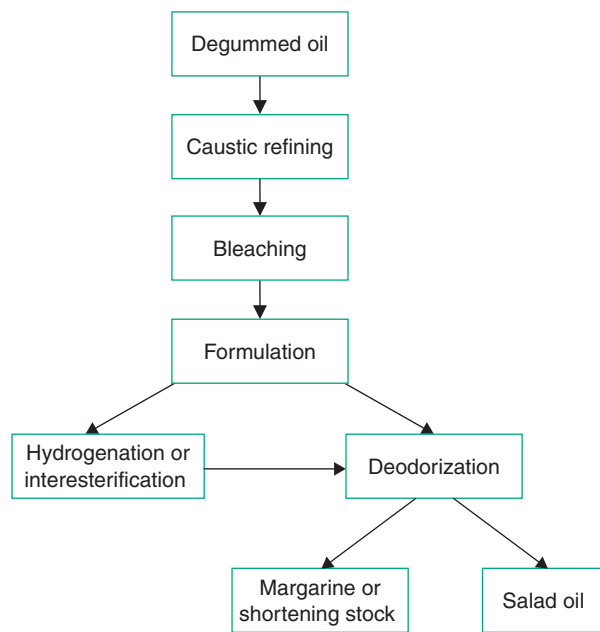 Degummed oil
Caustic refining
Bleaching
Formulation
Hydrogenation or
interesterification
Deodorization
Margarine or
shortening stock
Salad oil